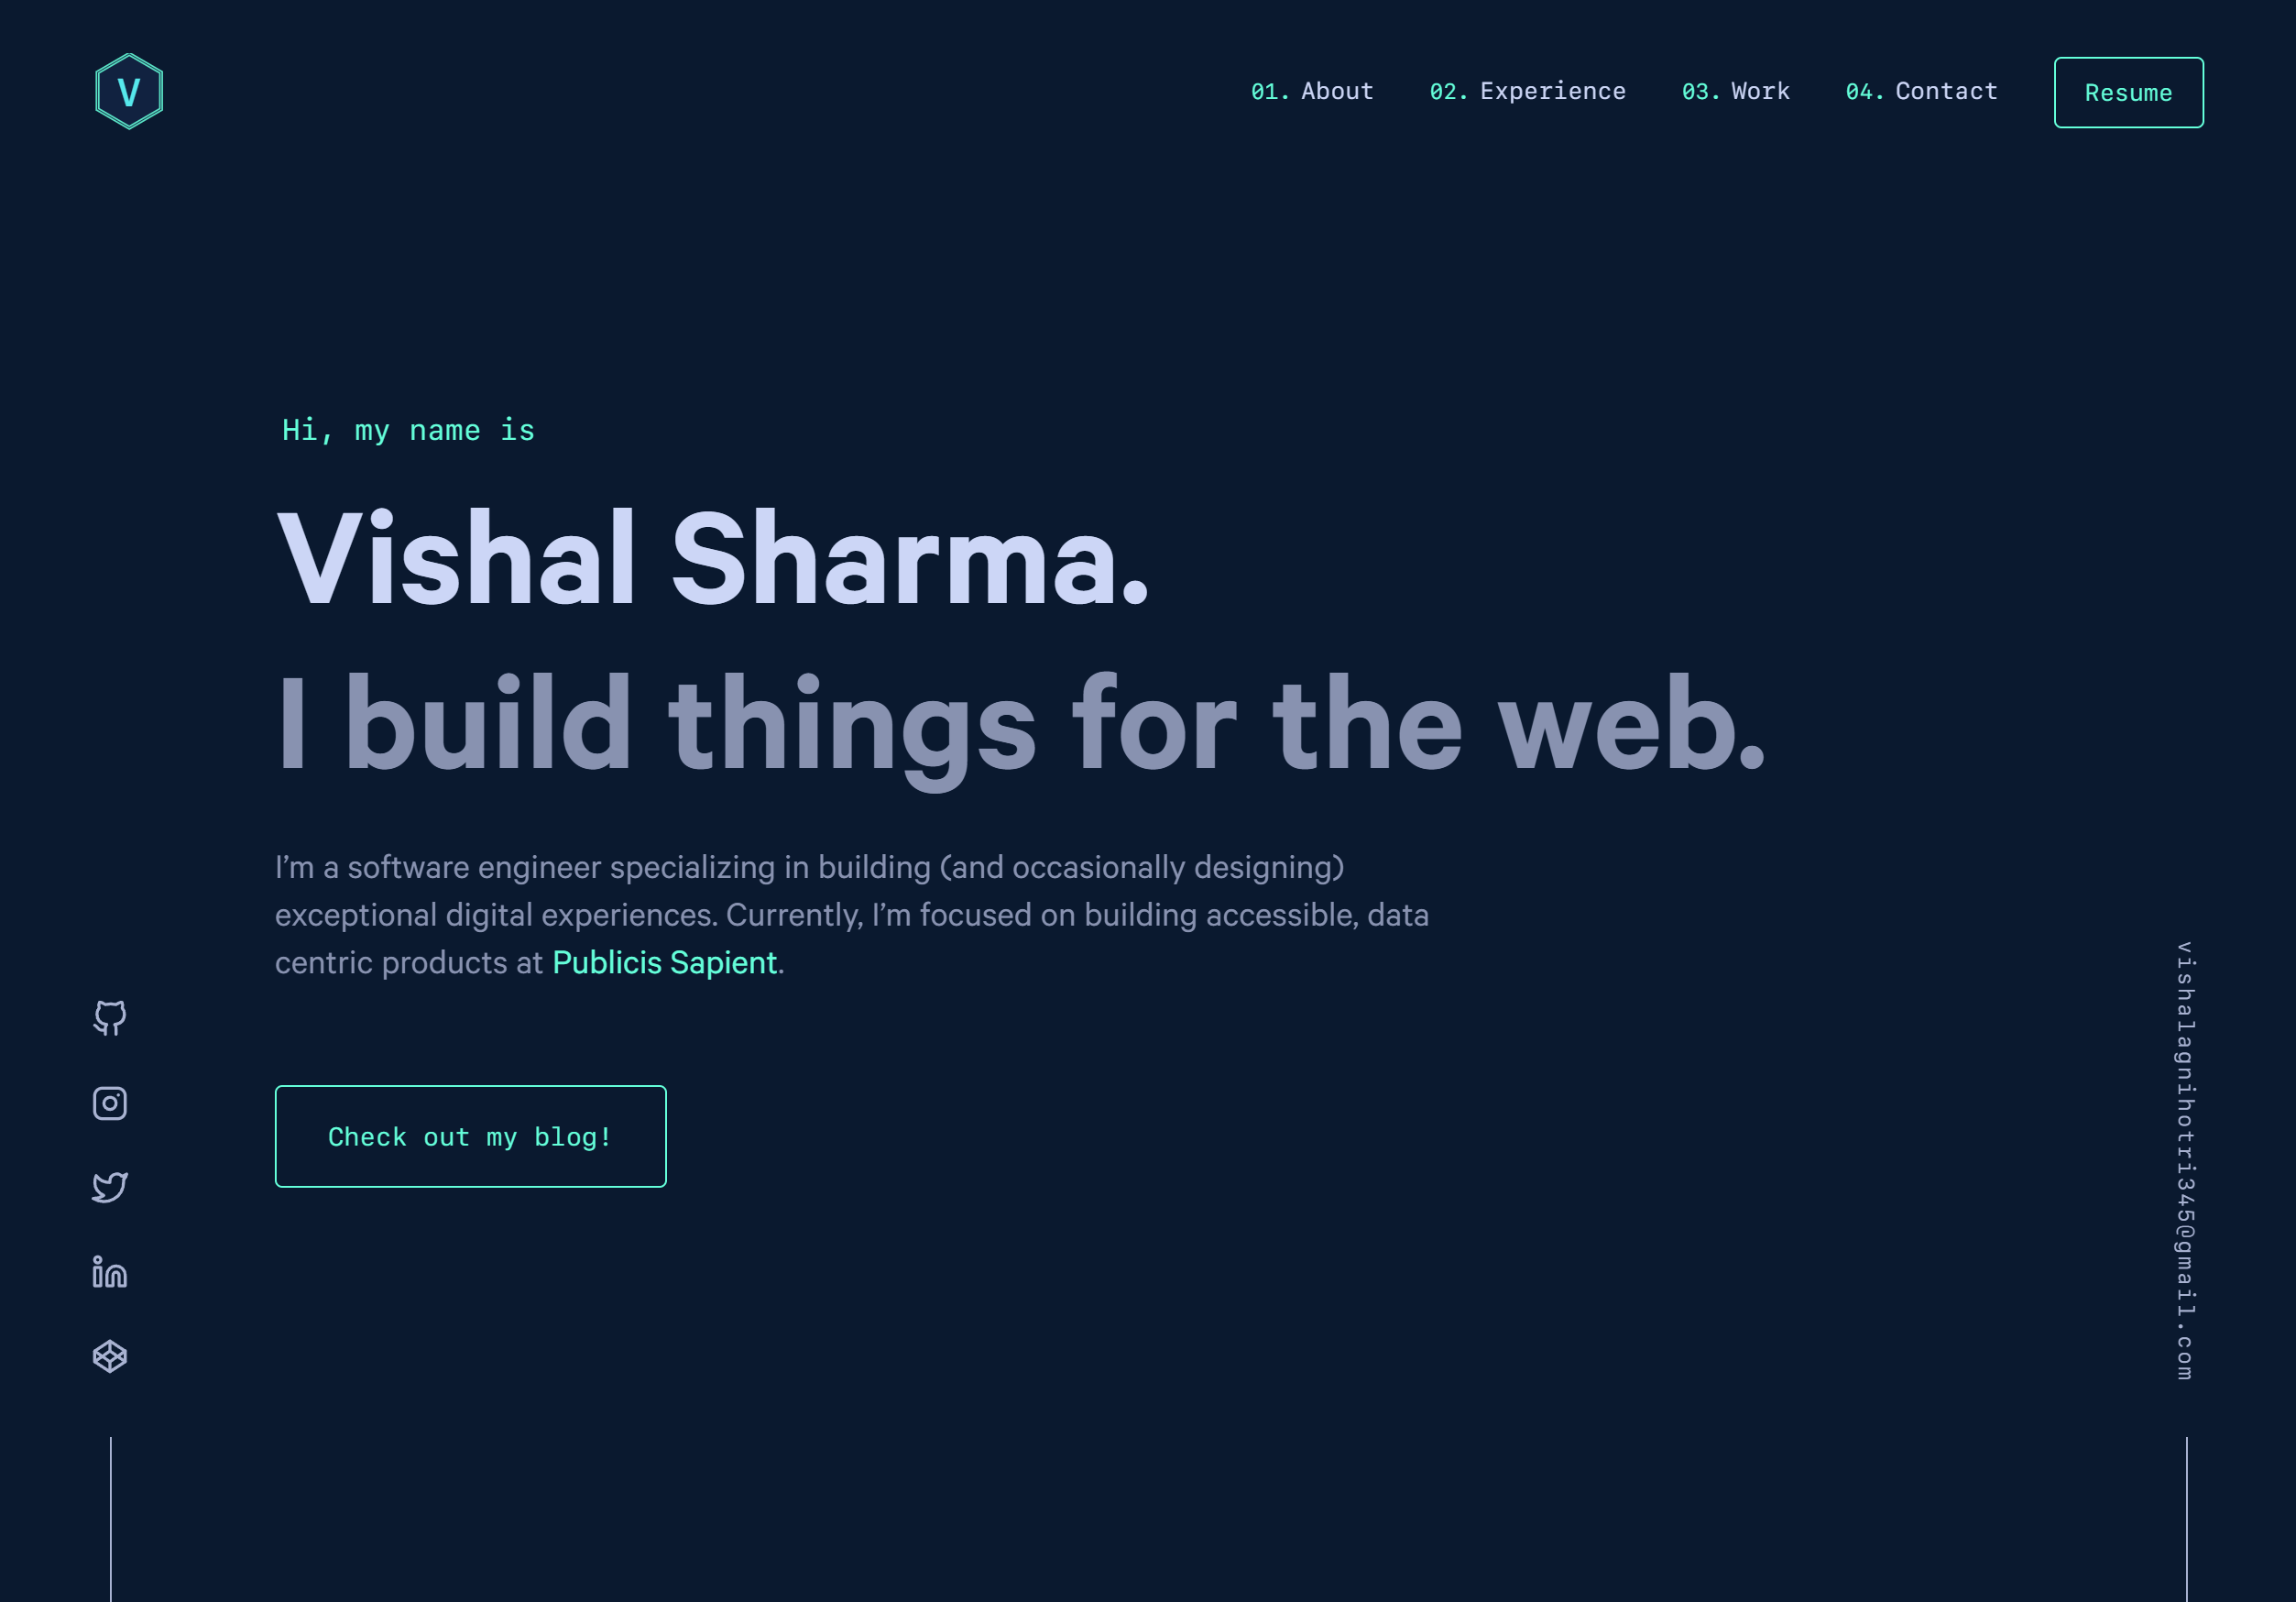 V
01. About 02. Experience 03. Work 04. Contact Resume
Hi, my name is
Vishal Sharma.
I build things for the web.
I’m a software engineer specializing in building (and occasionally designing)
exceptional digital experiences. Currently, I’m focused on building accessible, data
centric products at Publicis Sapient.
Check out my blog!
vishalagnihotri345@gmail.com